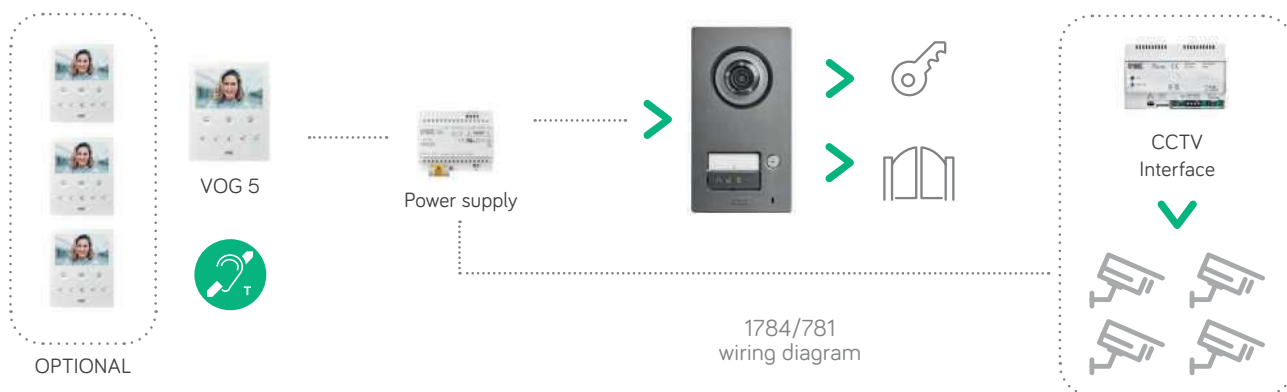 VOG 5
T
OPTIONAL
Power supply
1784/781
wiring diagram
CCTV
Interface